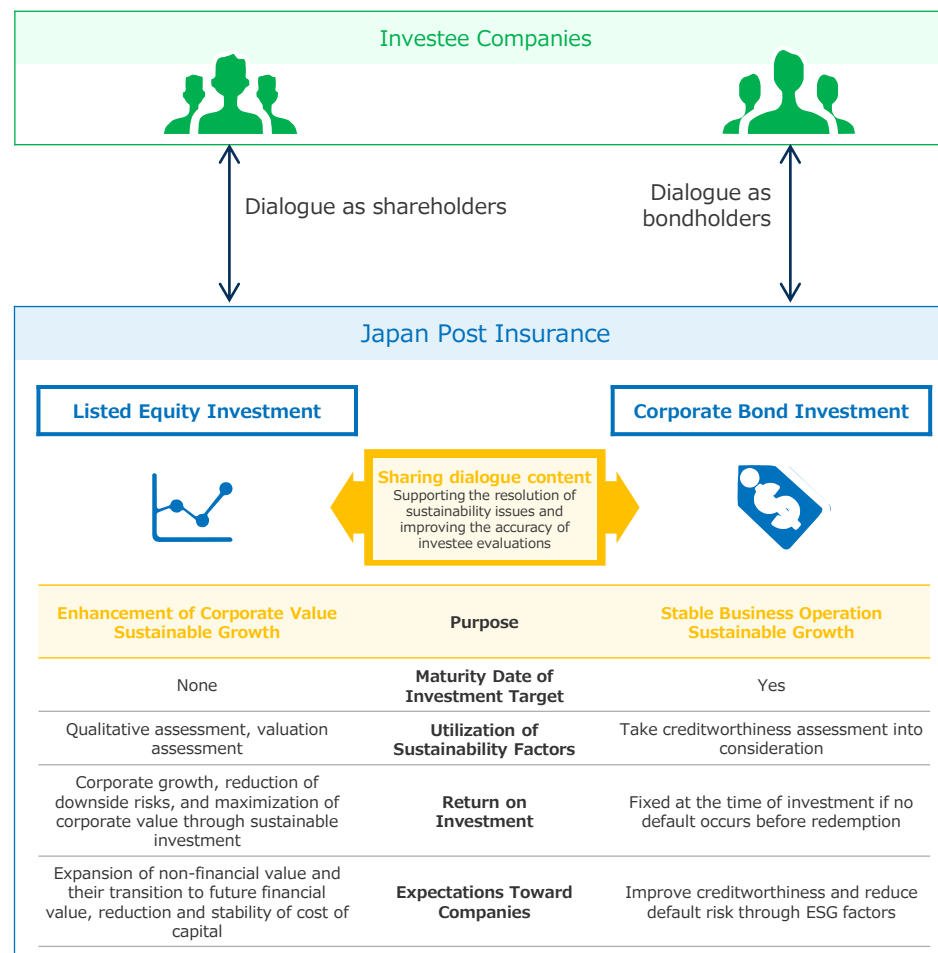 Investee Companies
Dialogue as shareholders
Dialogue as
bondholders
Japan Post Insurance
Listed Equity Investment
Corporate Bond Investment
Sharing dialogue content
Supporting the resolution of
sustainability issues and
improving the accuracy of
investee evaluations
Enhancement of Corporate Value
Sustainable Growth
Purpose
Stable Business Operation
Sustainable Growth
None
Maturity Date of
Investment Target
Yes
Qualitative assessment, valuation
assessment
Utilization of
Sustainability Factors
Take creditworthiness assessment into
consideration
Corporate growth, reduction of
downside risks, and maximization of
corporate value through sustainable
investment
Return on
Investment
Fixed at the time of investment if no
default occurs before redemption
Expansion of non-financial value and
their transition to future financial
value, reduction and stability of cost of
capital
Expectations Toward
Companies
Improve creditworthiness and reduce
default risk through ESG factors